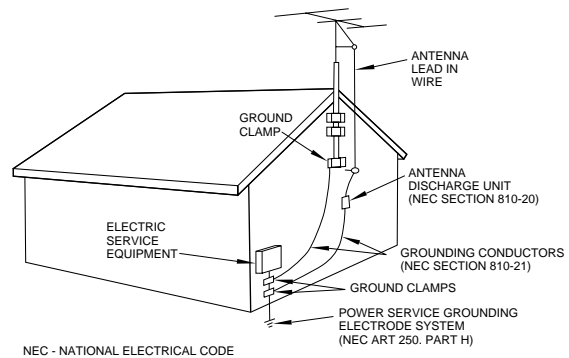 ANTENNA
LEAD IN
WIRE
GROUND
CLAMP
ANTENNA
DISCHARGE UNIT
(NEC SECTION 810-20)
ELECTRIC
SERVICE
EQUIPMENT
GROUNDING CONDUCTORS
(NEC SECTION 810-21)
GROUND CLAMPS
POWER SERVICE GROUNDING
ELECTRODE SYSTEM
(NEC ART 250. PART H)
NEC - NATIONAL ELECTRICAL CODE